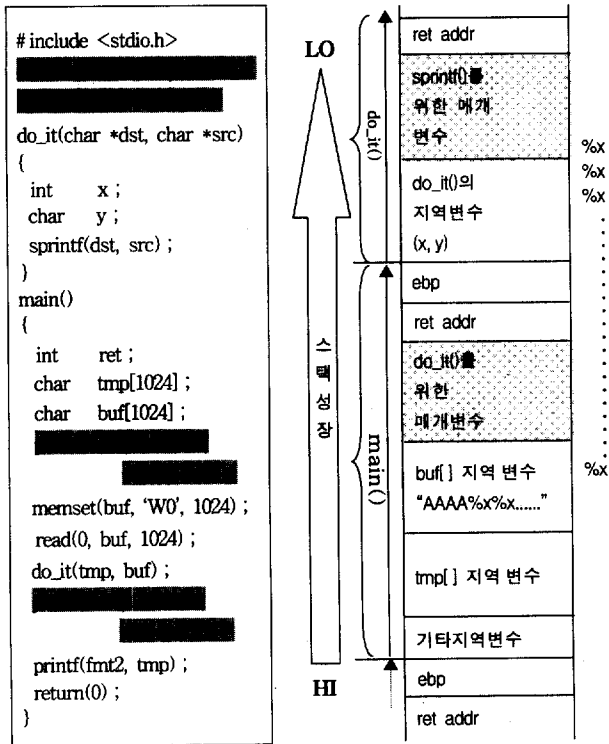 # include <stdio.h>
do_it(char *dst, char *src)
{
int x ;
char y ;
sprintf(dst, src) ;
}
main()
{
int ret ;
char tmp[1024] ;
char buf[1024] ;
memset(buf, 'W0', 1024) ;
read(0, buf, 1024) ;
do_it(tmp, buf) ;
printf(fmt2, tmp) ;
return(0) ;
}
LO
스택성장
HI
do_it()
main()
ret addr
sprintf()를
위한 매개
변수
do_it()의
지역변수
(x, y)
ebp
ret addr
do_it()를
위한
매개변수
buf[ ] 지역 변수
"AAAA%x%x......"
tmp[ ] 지역 변수
기타지역변수
ebp
ret addr
%x
%x
%x
%x